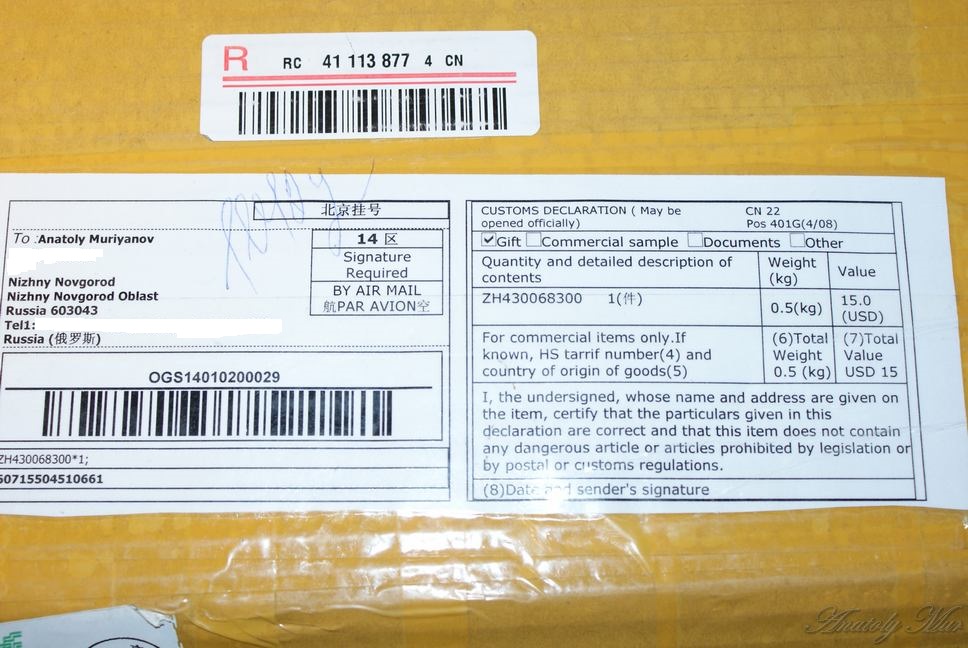 R RC 41 113 877 4 CN
北京挂号
To :Anatoly Muriyanov
14 区
Signature
Required
BY AIR MAIL
航PAR AVION空
Nizhny Novgorod
Nizhny Novgorod Oblast
Russia 603043
Tel1:
Russia (俄罗斯)
OGS14010200029
ZH430068300*1;
60715504510661
CUSTOMS DECLARATION ( May be
opened officially)
CN 22
Pos 401G(4/08)
Gift Commercial sample Documents Other
Quantity and detailed description of
contents
Weight
(kg)
Value
ZH430068300 1(件)
0.5(kg)
15.0
(USD)
For commercial items only.If
known, HS tarrif number(4) and
country of origin of goods(5)
(6)Total
Weight
0.5 (kg)
(7)Total
Value
USD 15
I, the undersigned, whose name and address are given on
the item, certify that the particulars given in this
declaration are correct and that this item does not contain
any dangerous article or articles prohibited by legislation or
by postal or customs regulations.
(8)Date and sender's signature
Anatoly Mur